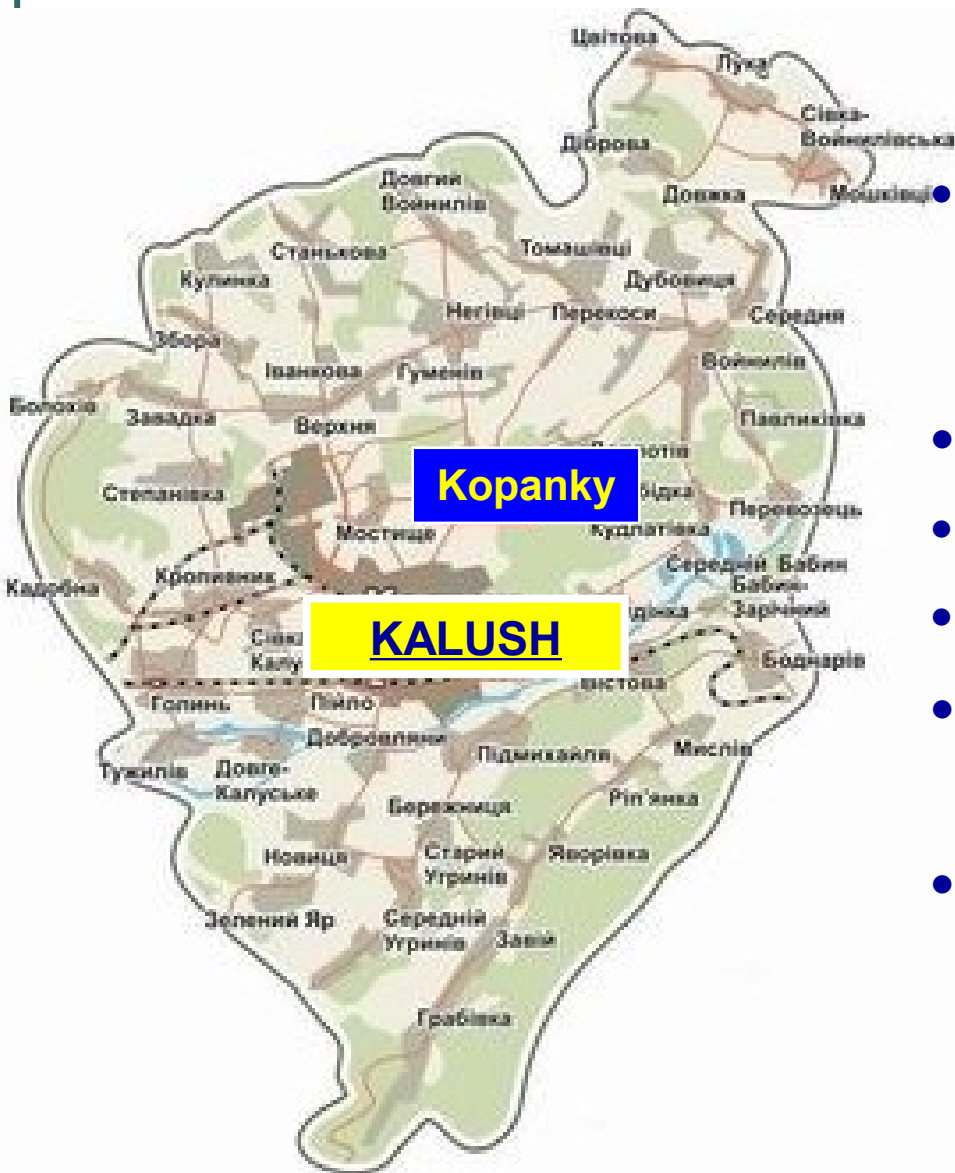 Цвітова
Лука
Сівка-
Войнилівська
Діброва
Довгий
Войнилів
Довжка
Мошківці
Станькова
Томашівці
Кулинка
Дубовиця
Негівці
Перекоси
Середня
Збора
Іванкова
Гуменів
Войнилів
Болохів
Завадка
Верхня
Павликівка
Kopanky
Степанівка
Перевозець
Мостище
Кудлатівка
Середній Бабин
Кадобна
Кропивник
Бабин-
Зарічний
KALUSH
Боднарів
Вістова
Голинь
Пійло
Добровляни
Підмихайля
Мислів
Тужилів
Довге-
Калуське
Ріп'янка
Бережниця
Новиця
Старий
Угринів
Яворівка
Зелений Яр
Середній
Угринів
Завій
Грабівка